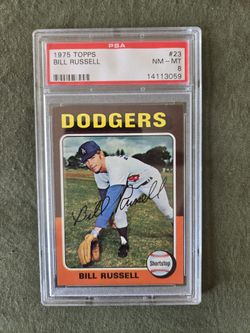 PSA
1975 TOPPS #23
BILL RUSSELL NM-MT
8
14113059
DODGERS
Bill Russell
Shortstop
BILL RUSSELL